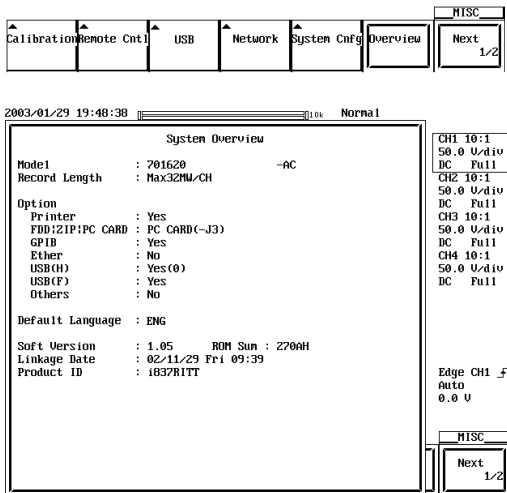 MISC
Calibration Remote Cntl USB Network System Cnfg Overview Next 1/2
2003/01/29 19:48:38 10k Normal
System Overview
Model : 701620 -AC
Record Length : Max32MW/CH
Option
Printer : Yes
FDD¦ZIP¦PC CARD : PC CARD(-J3)
GPIB : Yes
Ether : No
USB(H) : Yes(0)
USB(F) : Yes
Others : No
Default Language : ENG
Soft Version : 1.05 ROM Sum : 270AH
Linkage Date : 02/11/29 Fri 09:39
Product ID : i837RITT
CH1 10:1
50.0 V/div
DC Full
CH2 10:1
50.0 V/div
DC Full
CH3 10:1
50.0 V/div
DC Full
CH4 10:1
50.0 V/div
DC Full
Edge CH1
Auto
0.0 V
MISC
Next
1/2